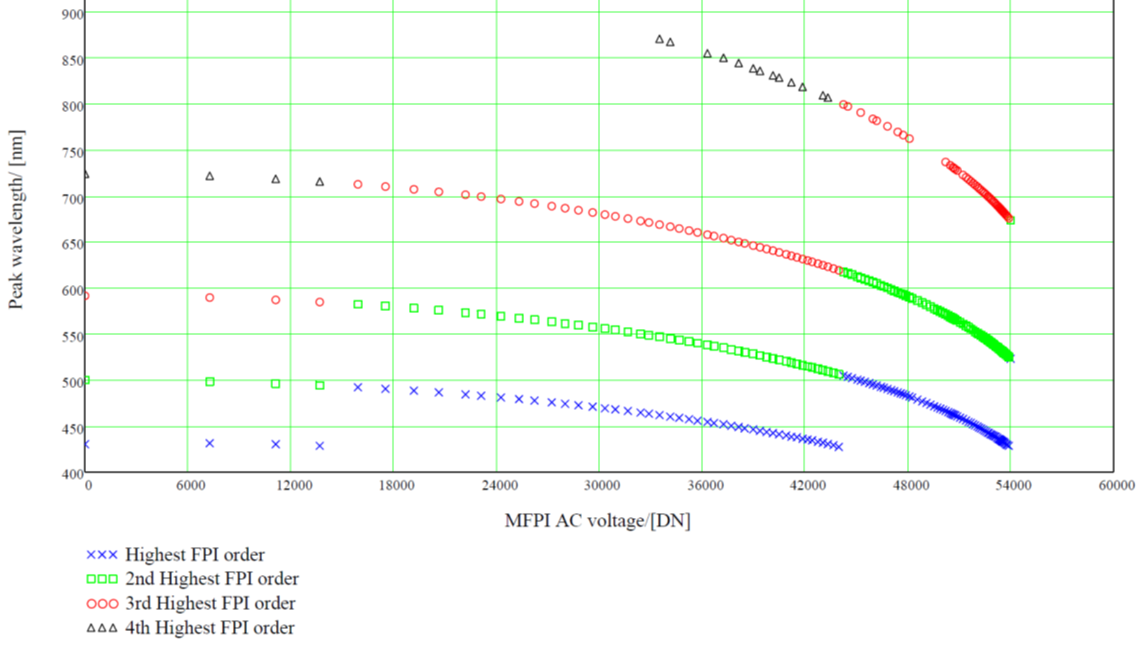 900
850
800
750
700
650
600
550
500
450
400
Peak wavelength/ [nm]
0 6000 12000 18000 24000 30000 36000 42000 48000 54000 60000
MFPI AC voltage/[DN]
Highest FPI order
2nd Highest FPI order
3rd Highest FPI order
4th Highest FPI order